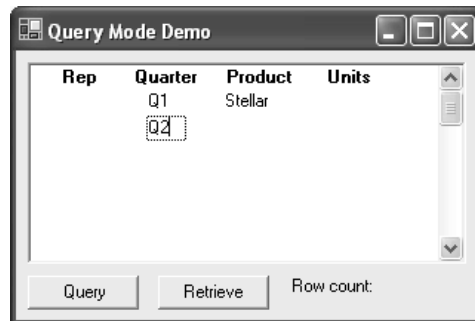 Query Mode Demo
Rep Quarter Product Units
Q1 Stellar
Q2
Query Retrieve Row count: